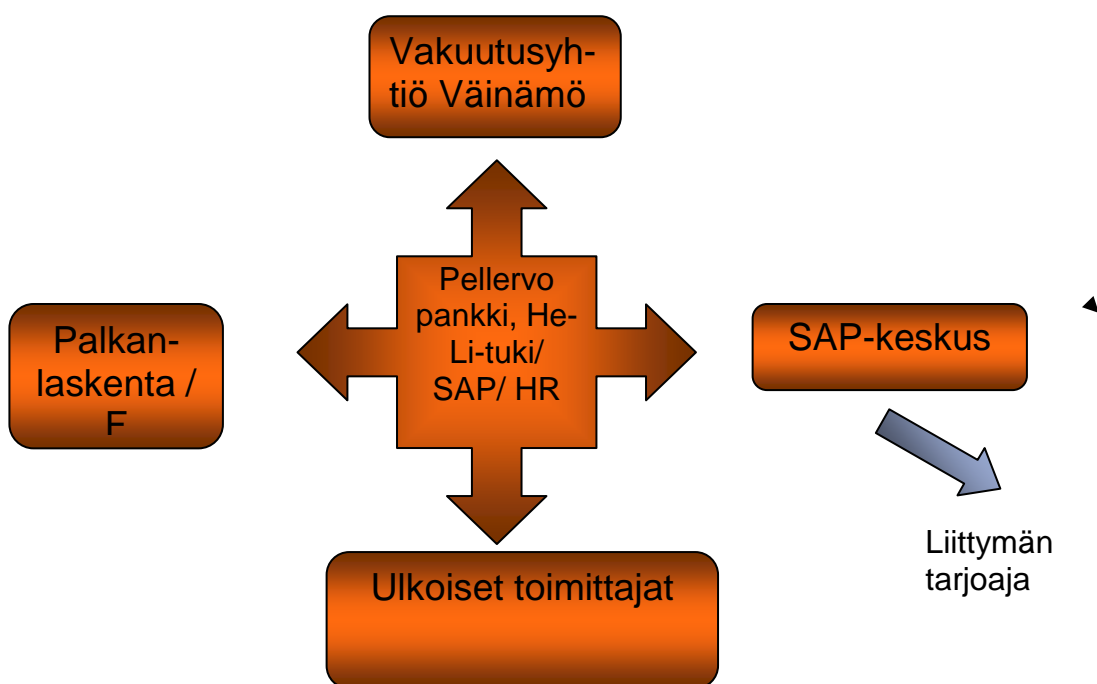 Vakuutusyh-
tiö Väinämö
Pellervo
pankki, He-
Li-tuki/
SAP/ HR
Palkan-
laskenta /
F
SAP-keskus
Liittymän
tarjoaja
Ulkoiset toimittajat